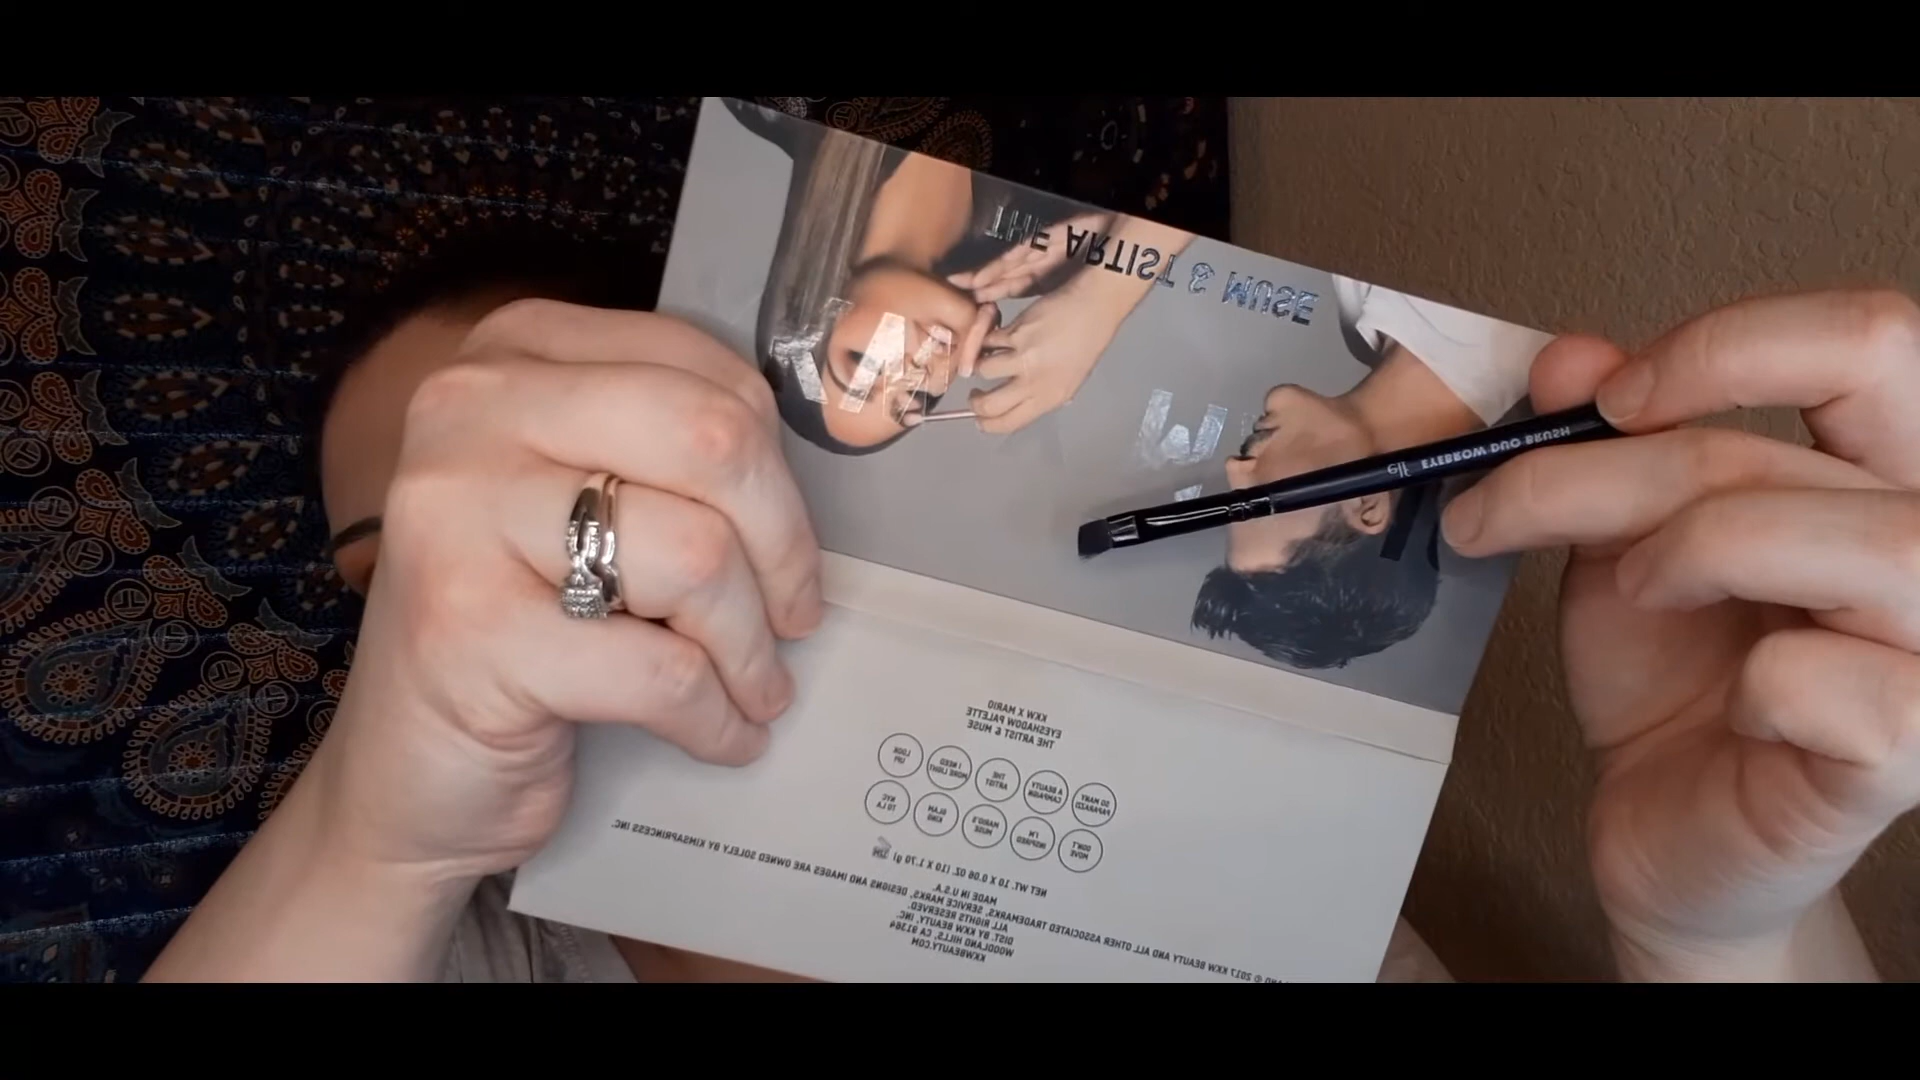 THE ARTIST & MUSE
elf EYEBROW DUO BRUSH
KKW X MARIO
EYESHADOW PALETTE
THE ARTIST & MUSE
SO MANY
PAPARAZZI
A BEAUTY
CAMPAIGN
THE
ARTIST
I NEED
MORE LIGHT
LOOK
UP!
DON'T
MOVE
I'M
INSPIRED
MARIO'S
MUSE
GLAM
KING
NYC
TO LA
NET WT. 10 X 0.06 OZ. (10 X 1.70 g)
MADE IN U.S.A.
© 2017 KKW BEAUTY AND ALL OTHER ASSOCIATED TRADEMARKS, SERVICE MARKS, DESIGNS AND IMAGES ARE OWNED SOLELY BY KIMSAPRINCESS INC.
ALL RIGHTS RESERVED.
DIST. BY KKW BEAUTY, INC.
WOODLAND HILLS, CA 91364
KKWBEAUTY.COM